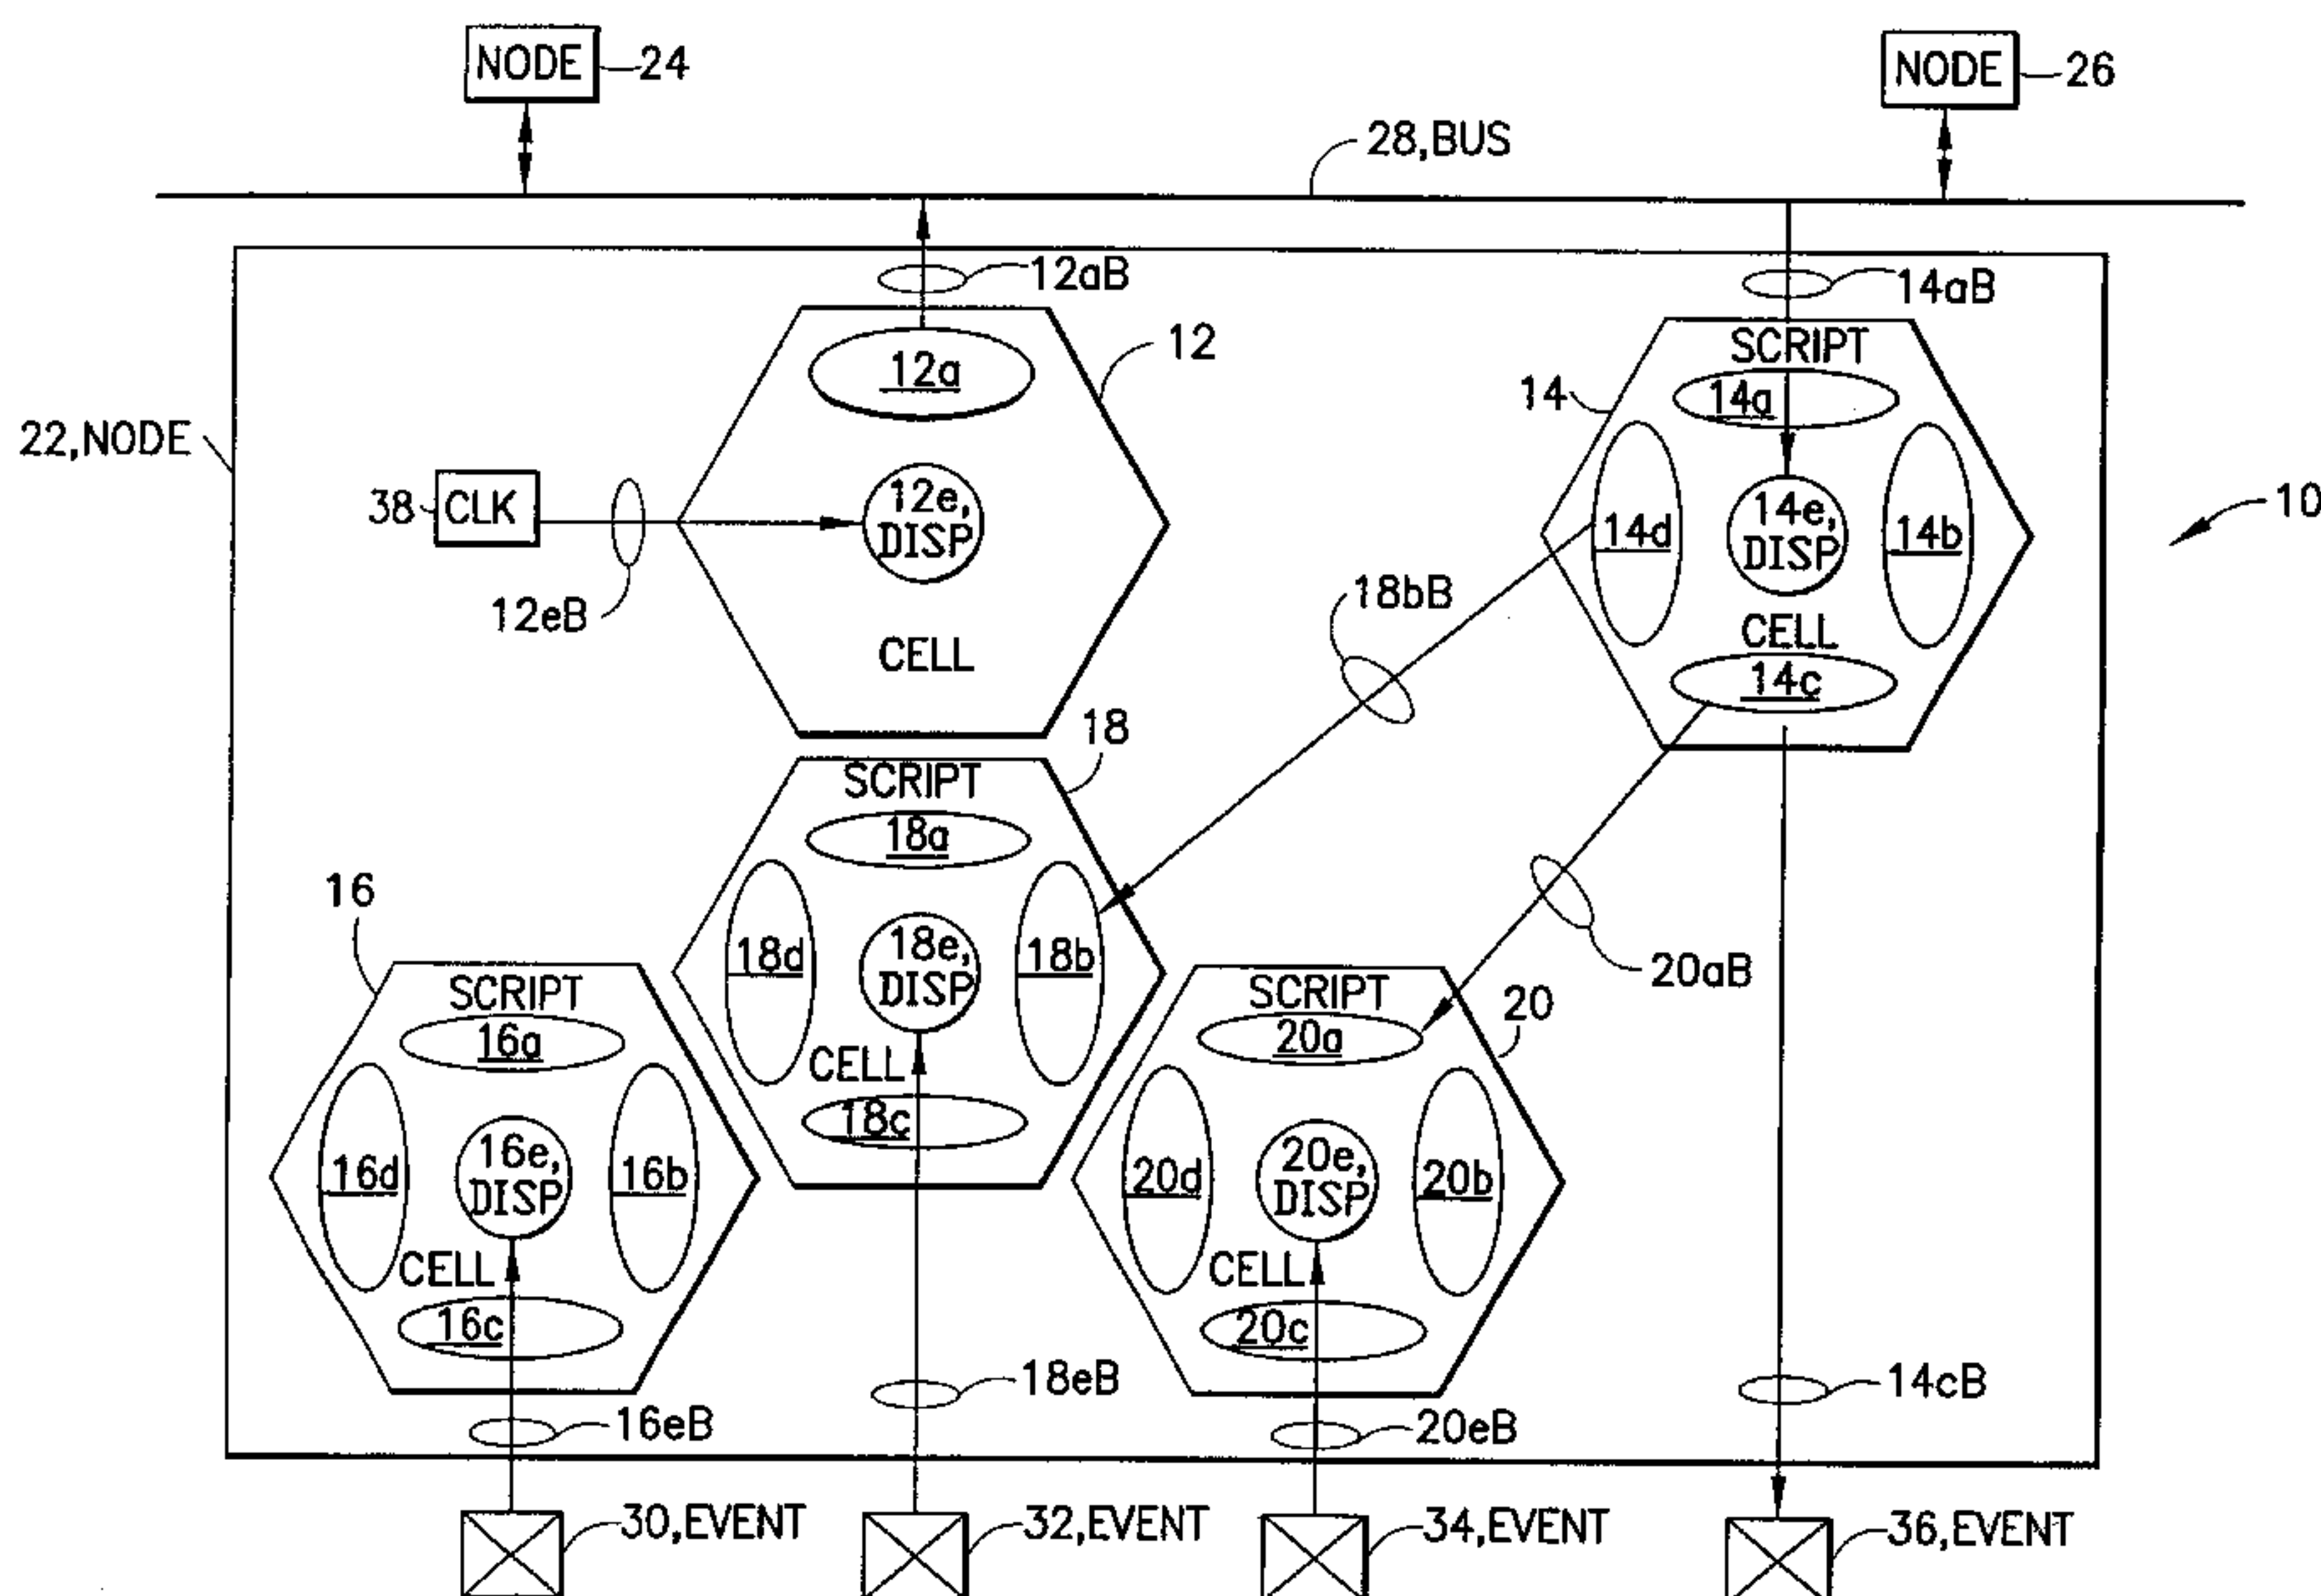 NODE 24
NODE 26
28,BUS
12aB
14aB
12
12a
SCRIPT
14
14a
22,NODE
38 CLK
12e,
DISP
14d
14e,
DISP
14b
10
12eB
18bB
CELL
CELL
14c
18
SCRIPT
18a
16
18d
18e,
DISP
18b
20aB
SCRIPT
SCRIPT
20
16a
20a
CELL
18c
16d
16e,
DISP
16b
20d
20e,
DISP
20b
CELL
CELL
16c
20c
18eB
14cB
16eB
20eB
30,EVENT
32,EVENT
34,EVENT
36,EVENT